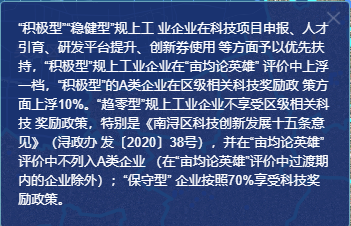 “积极型”“稳健型”规上工 业企业在科技项目申报、人才
引育、研发平台提升、创新券使用 等方面予以优先扶
持，“积极型”规上工业企业在“亩均论英雄” 评价中上浮
一档，“积极型”的A类企业在区级相关科技奖励政 策方
面上浮10%。“趋零型”规上工业企业不享受区级相关科
技 奖励政策，特别是《南浔区科技创新发展十五条意
见》（浔政办 发〔2020〕38号），并在“亩均论英雄”
评价中不列入A类企业 （在“亩均论英雄”评价中过渡期
内的企业除外）；“保守型” 企业按照70%享受科技奖
励政策。